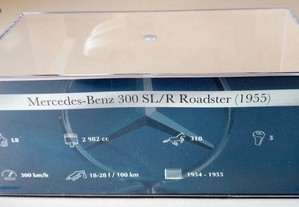 Mercedes-Benz 300 SL/R Roadster (1955)
L8
2 982 cc
310
5
300 km/h
18-28 l / 100 km
1954 - 1955